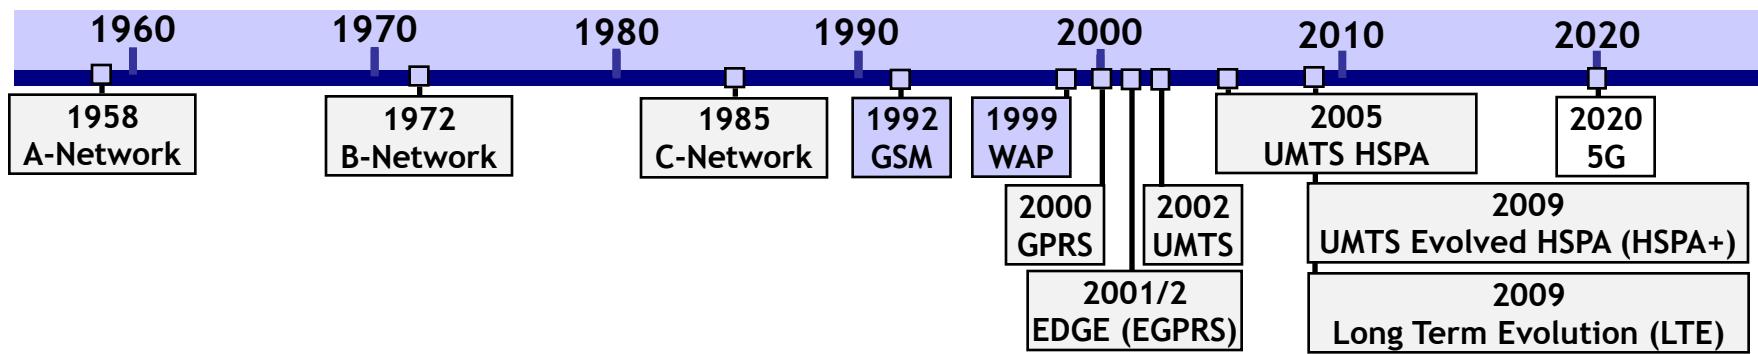 1960
1970
1980
1990
2000
2010
2020
1958
A-Network
1972
B-Network
1985
C-Network
1992
GSM
1999
WAP
2005
UMTS HSPA
2020
5G
2000
GPRS
2002
UMTS
2009
UMTS Evolved HSPA (HSPA+)
2001/2
EDGE (EGPRS)
2009
Long Term Evolution (LTE)